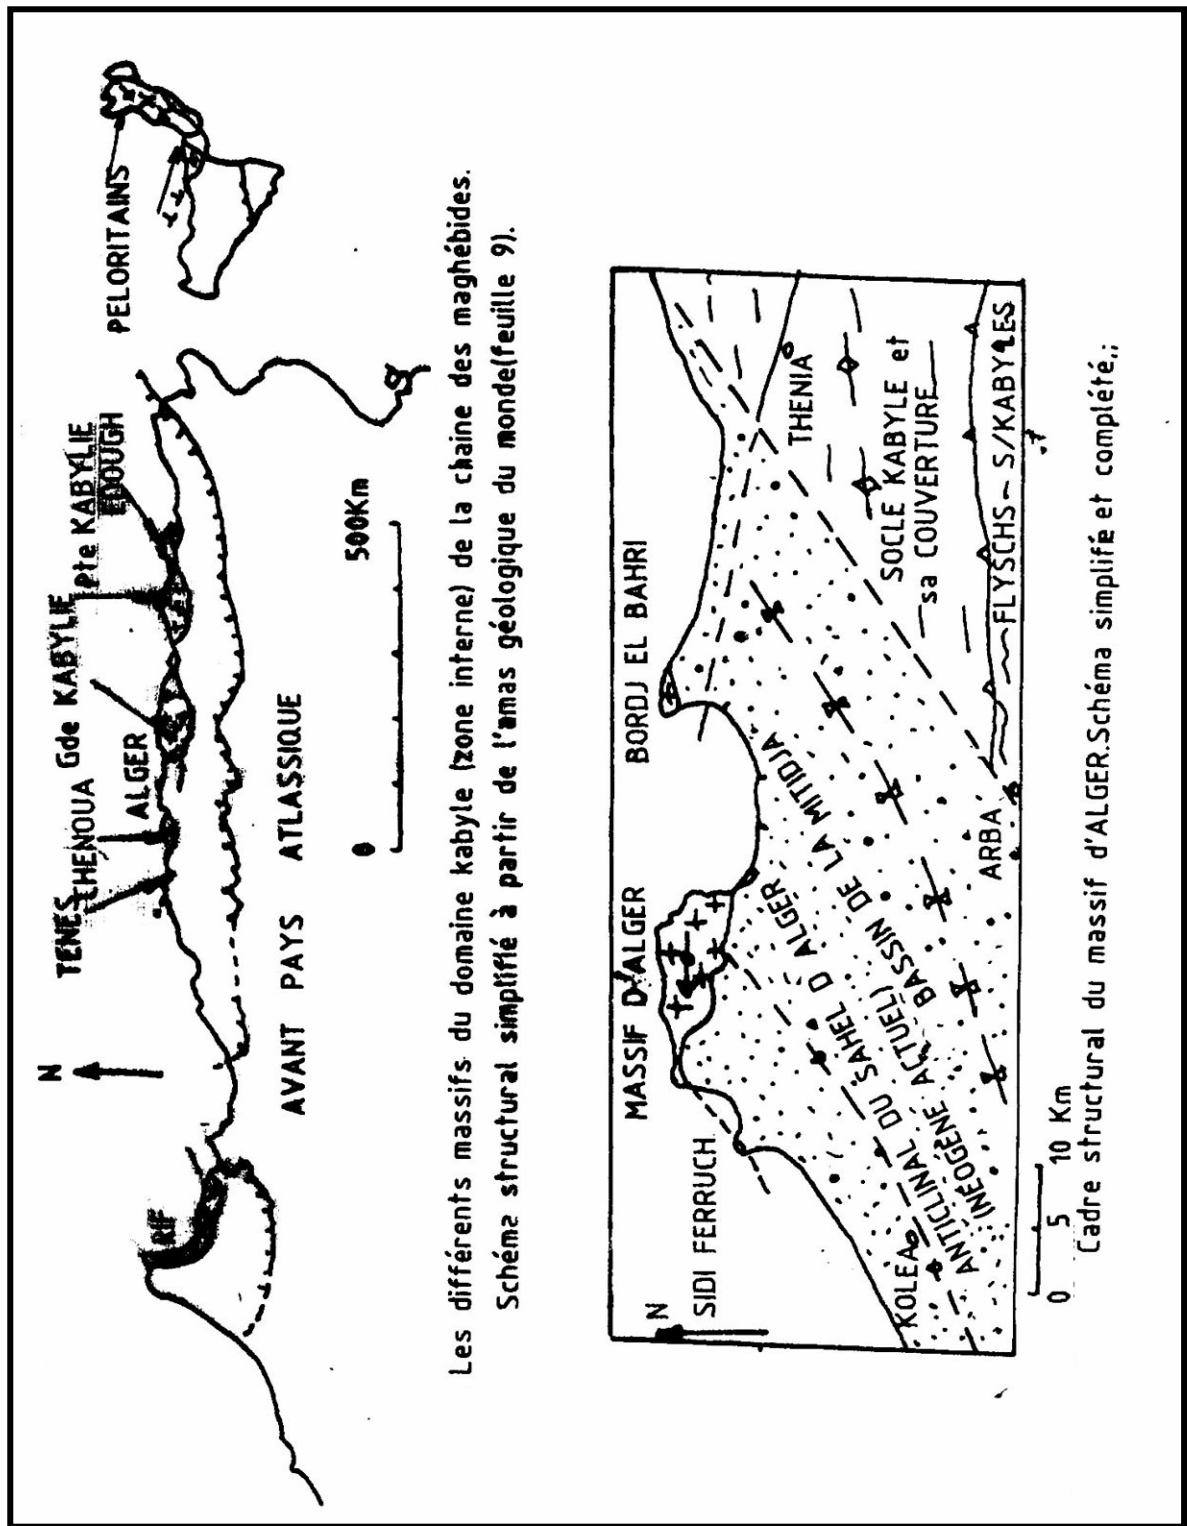 PELORITAINS
Pte KABYLIE
EDOUGH
Gde KABYLIE
ALGER
CHENOUA
TENES
N
RIF
0 500Km
AVANT PAYS ATLASSIQUE
Les différents massifs du domaine kabyle (zone interne) de la chaine des maghébides.
Schéma structural simplifié à partir de l'amas géologique du monde(feuille 9).
MASSIF D'ALGER
BORDJ EL BAHRI
N
SIDI FERRUCH
THENIA
KOLEA
ANTICLINAL DU SAHEL D ALGER
(NEOGÈNE ACTUEL) BASSIN DE LA MITIDJA
SOCLE KABYLE et
sa COUVERTURE
ARBA
FLYSCHS S/KABYLES
0 5 10 Km
Cadre structural du massif d'ALGER.Schéma simplifié et complété,;